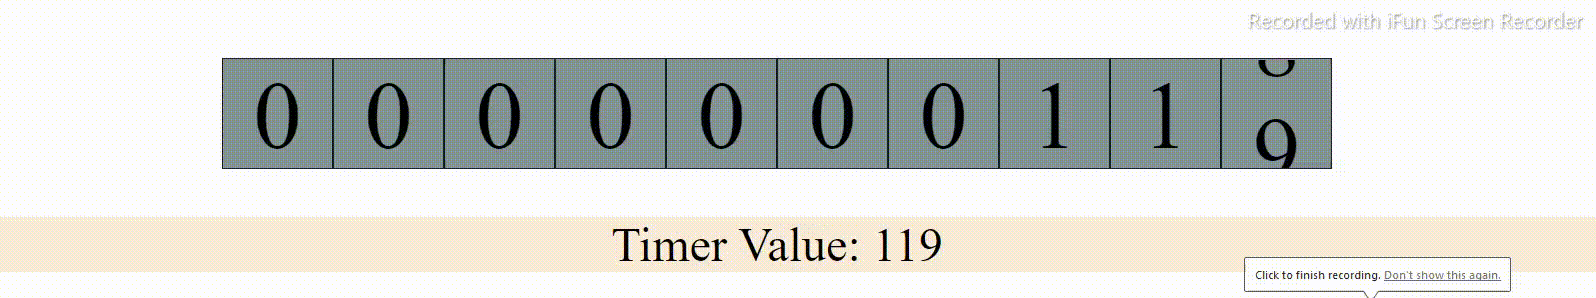 Recorded with iFun Screen Recorder
0 0 0 0 0 0 0 1 1 8
9
Timer Value: 119
Click to finish recording. Don't show this again.